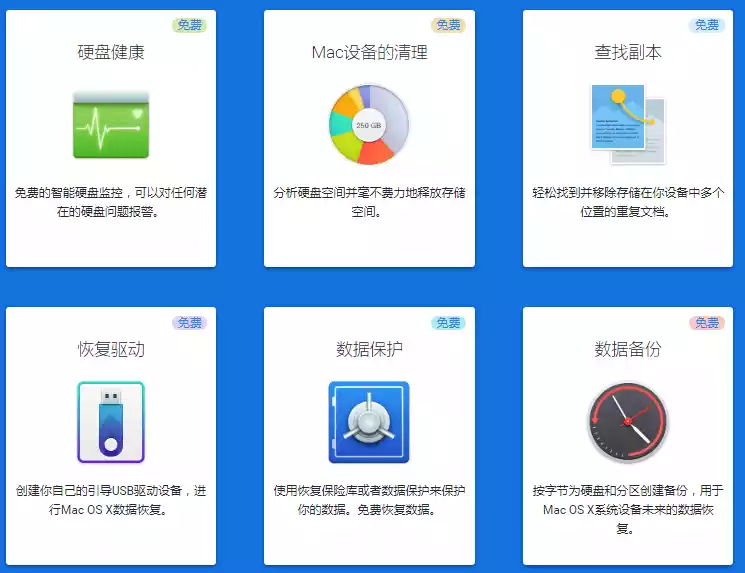 免费
硬盘健康
免费的智能硬盘监控，可以对任何潜
在的硬盘问题报警。
免费
Mac设备的清理
250 GB
分析硬盘空间并毫不费力地释放存储
空间。
免费
查找副本
轻松找到并移除存储在你设备中多个
位置的重复文档。
免费
恢复驱动
创建你自己的引导USB驱动设备，进
行Mac OS X数据恢复。
免费
数据保护
使用恢复保险库或者数据保护来保护
你的数据。免费恢复数据。
免费
数据备份
按字节为硬盘和分区创建备份，用于
Mac OS X系统设备未来的数据恢
复。